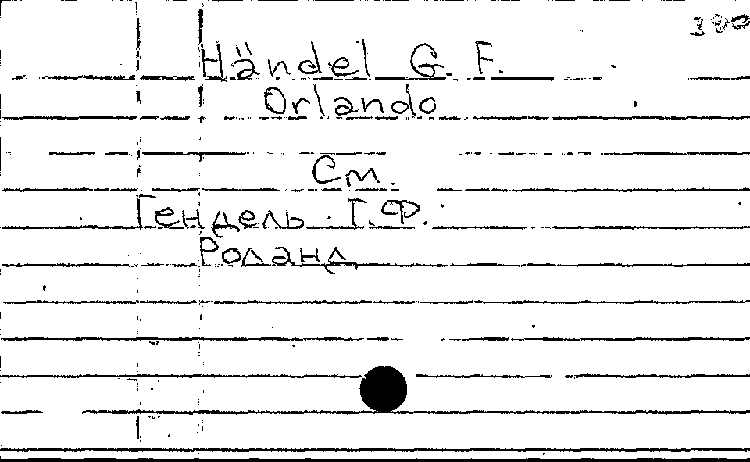 380
Händel G. F.
Orlando
См.
Гендель Г.Ф.
Роланд